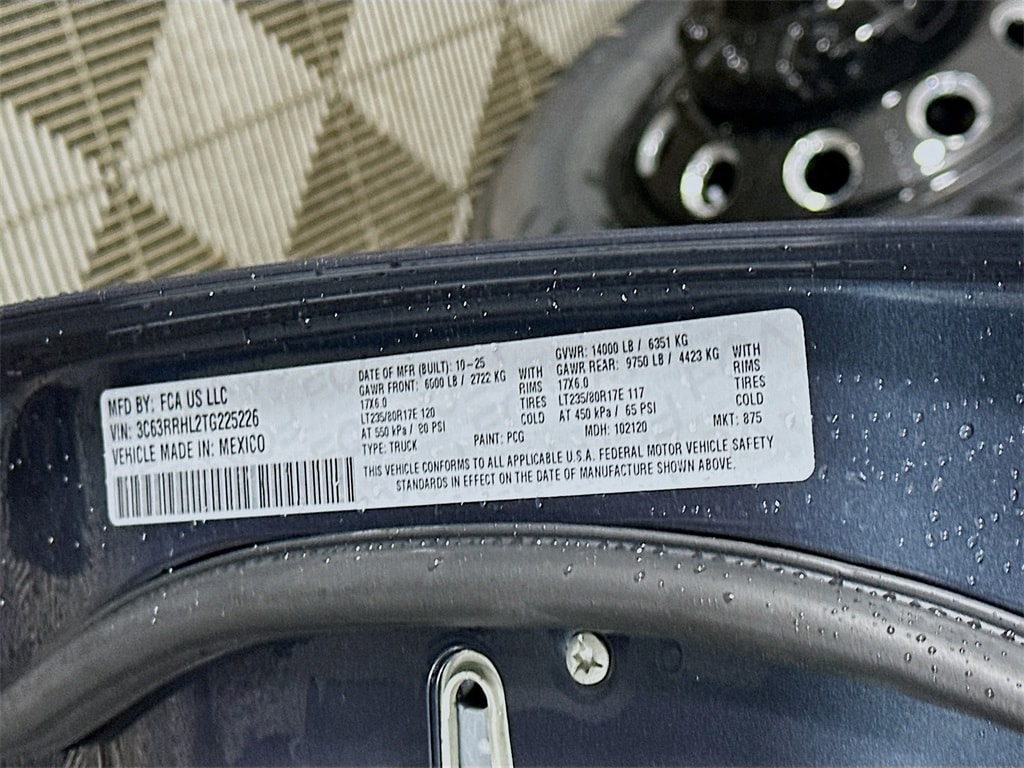 MFD BY: FCA US LLC
VIN: 3C63RRHL2TG225226
VEHICLE MADE IN: MEXICO
DATE OF MFR (BUILT): 10-25
GAWR FRONT: 6000 LB / 2722 KG WITH
17X6.0 RIMS
LT235/80R17E 120 TIRES
AT 550 kPa / 80 PSI COLD
TYPE: TRUCK PAINT: PCG
GVWR: 14000 LB / 6351 KG
GAWR REAR: 9750 LB / 4423 KG WITH
17X6.0 RIMS
LT235/80R17E 117 TIRES
AT 450 kPa / 65 PSI COLD
MDH: 102120 MKT: 875
THIS VEHICLE CONFORMS TO ALL APPLICABLE U.S.A. FEDERAL MOTOR VEHICLE SAFETY
STANDARDS IN EFFECT ON THE DATE OF MANUFACTURE SHOWN ABOVE.